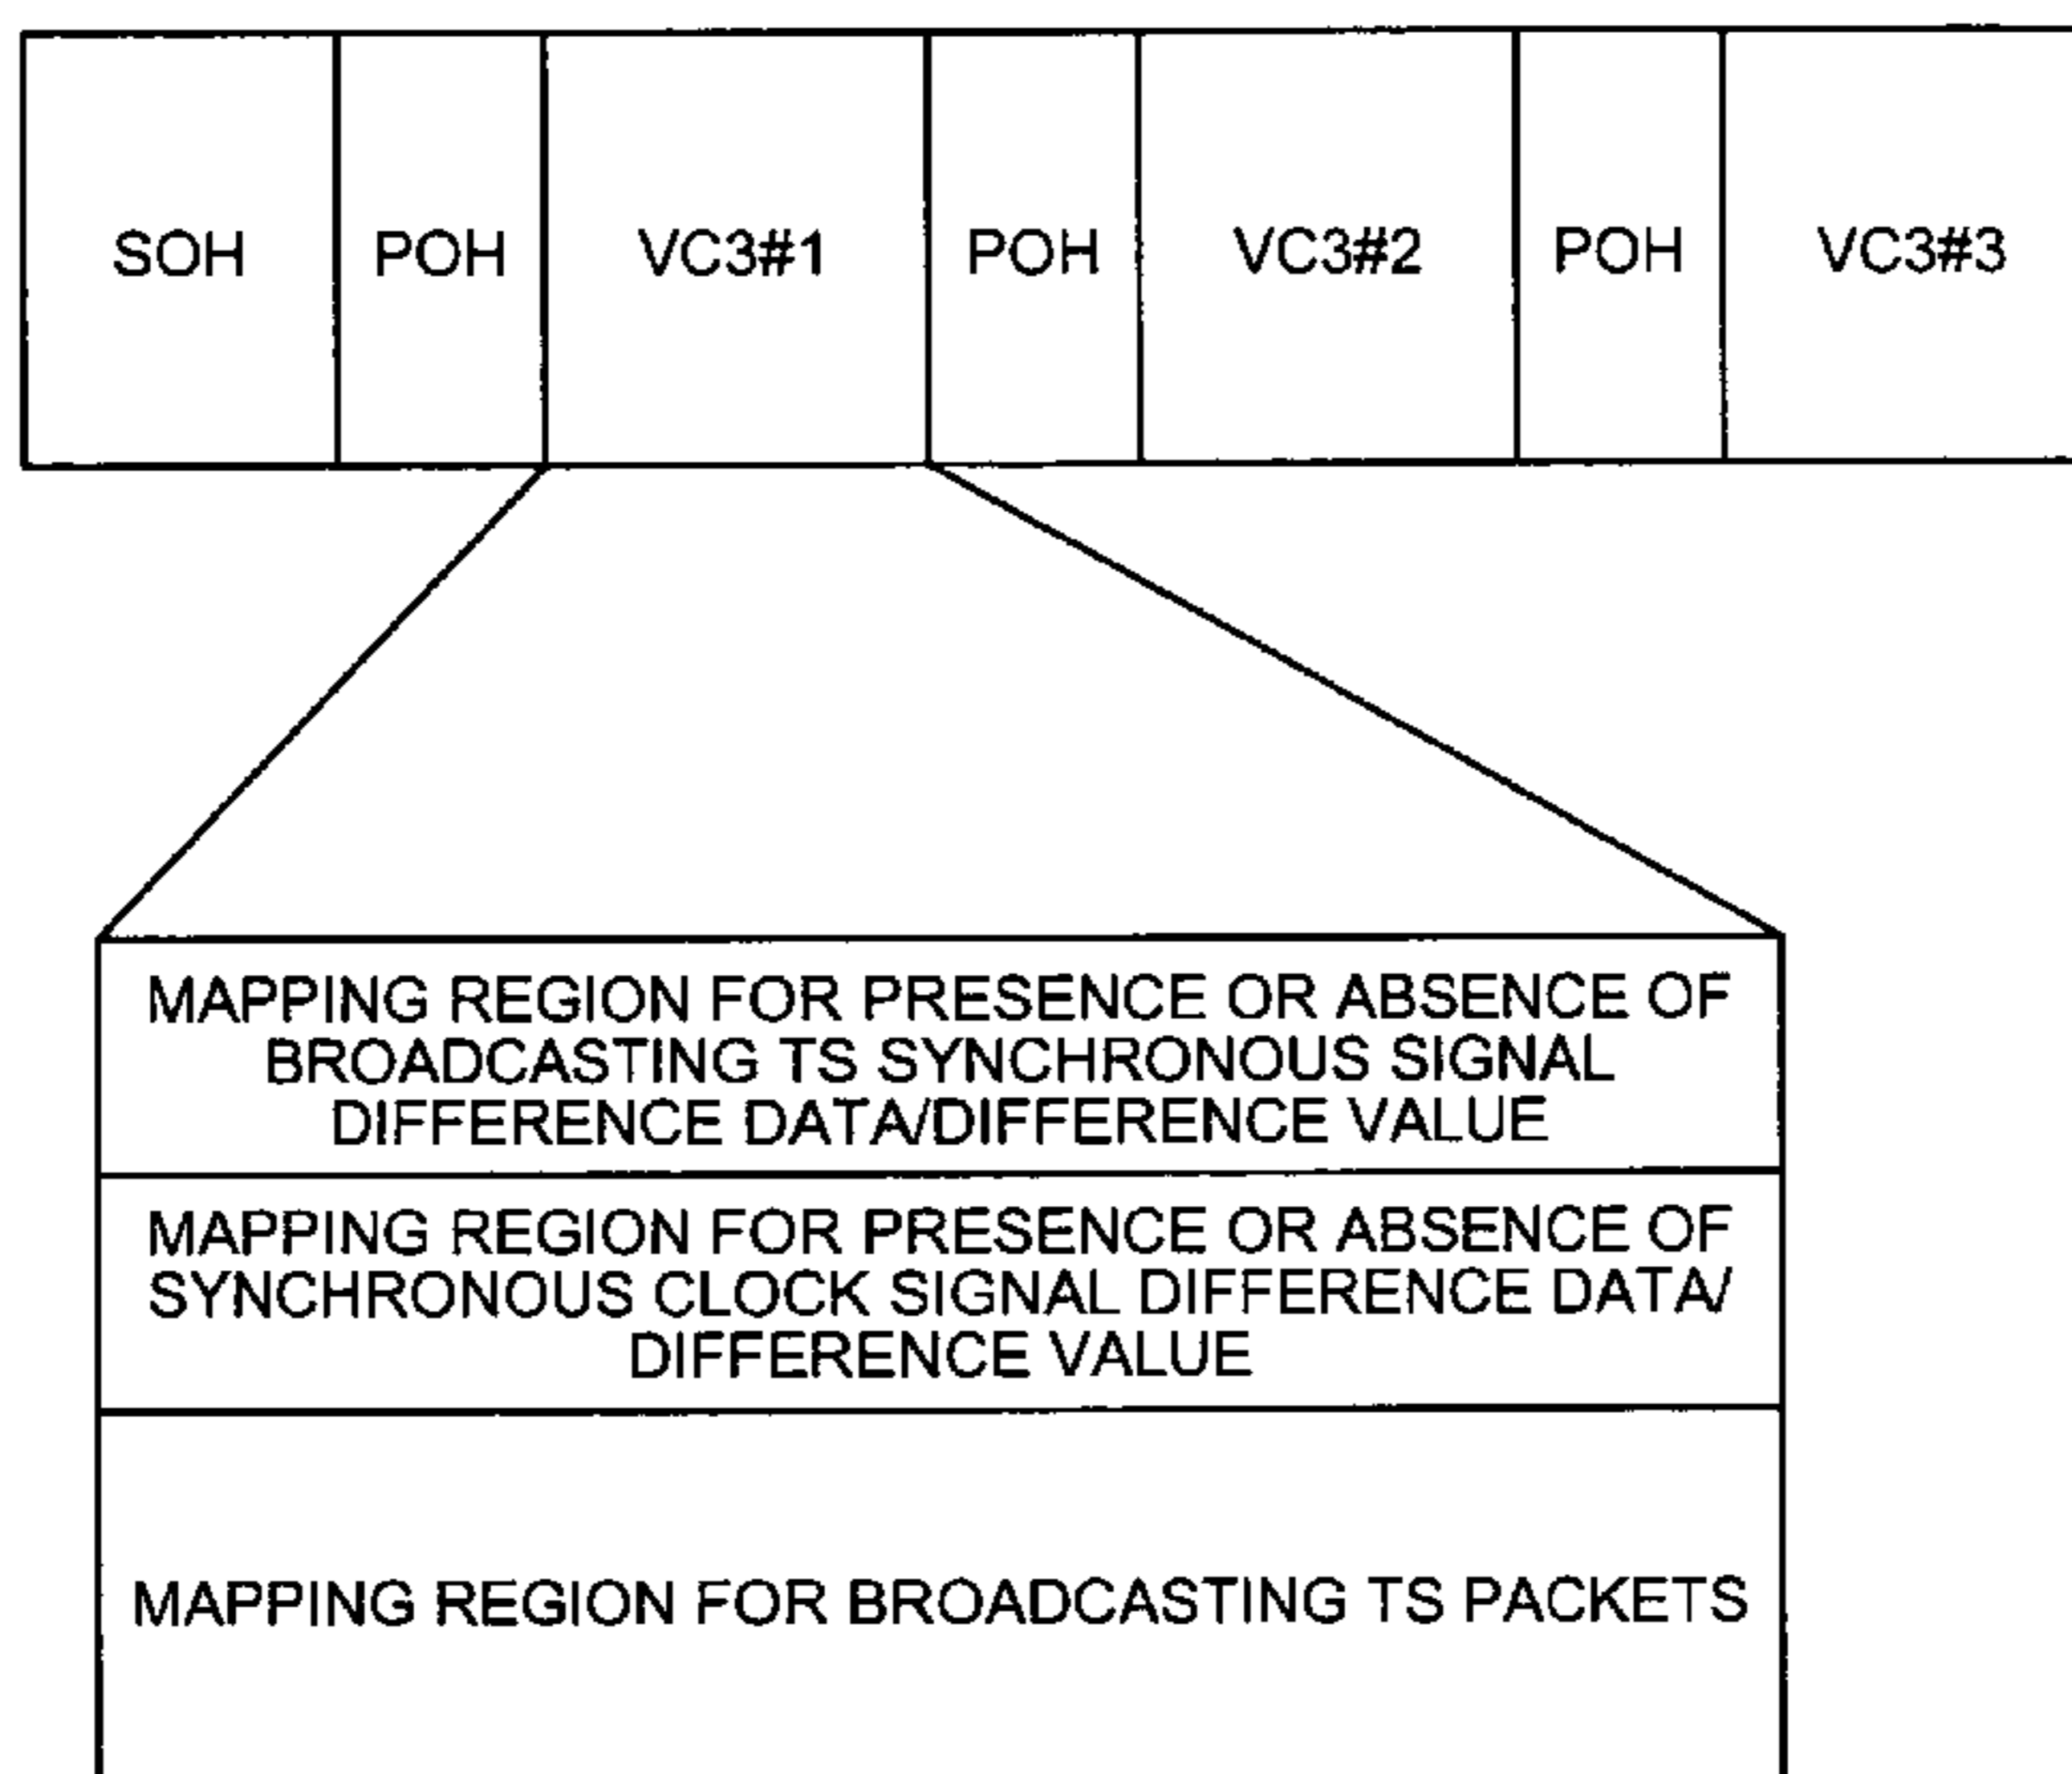 SOH POH VC3#1 POH VC3#2 POH VC3#3
MAPPING REGION FOR PRESENCE OR ABSENCE OF
BROADCASTING TS SYNCHRONOUS SIGNAL
DIFFERENCE DATA/DIFFERENCE VALUE
MAPPING REGION FOR PRESENCE OR ABSENCE OF
SYNCHRONOUS CLOCK SIGNAL DIFFERENCE DATA/
DIFFERENCE VALUE
MAPPING REGION FOR BROADCASTING TS PACKETS